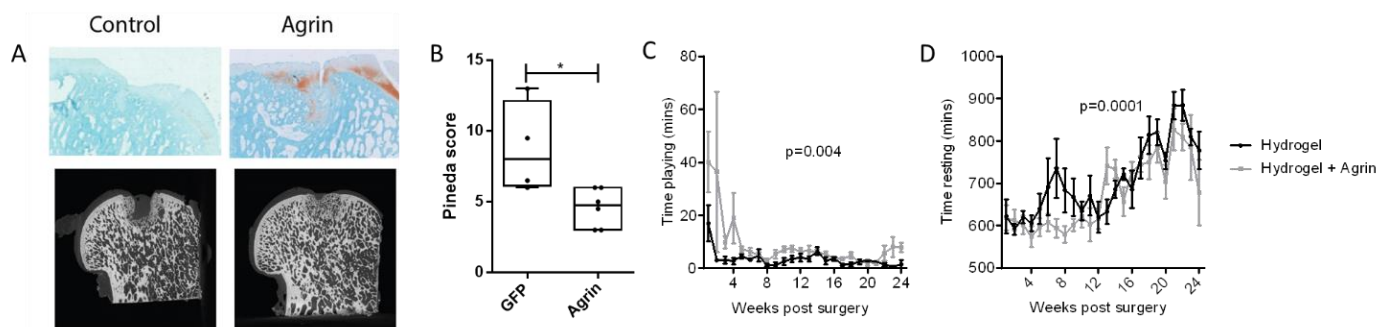 Control
Agrin
A
B
15
10
5
0
Pineda score
*
GFP
Agrin
C
80
60
40
20
0
Time playing (mins)
p=0.004
4
8
12
16
20
24
Weeks post surgery
D
1000
900
800
700
600
500
Time resting (mins)
p=0.0001
4
8
12
16
20
24
Weeks post surgery
Hydrogel
Hydrogel + Agrin